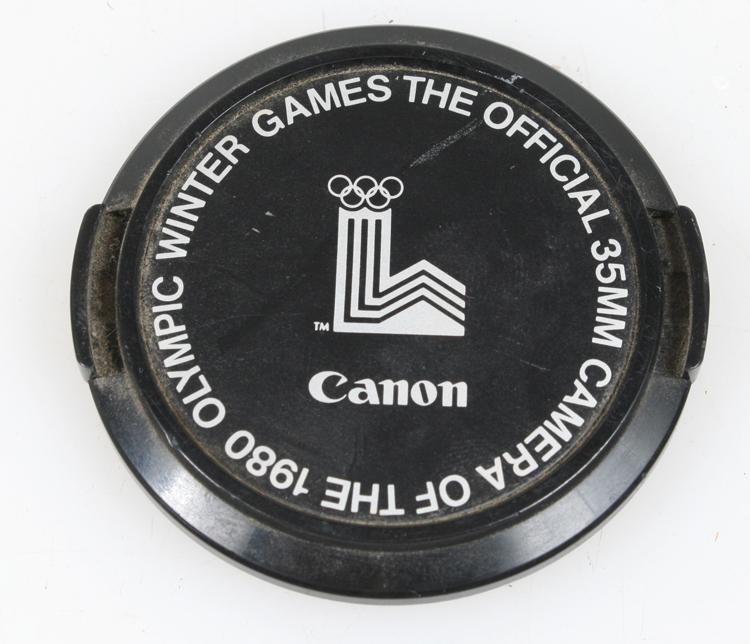 THE OFFICIAL 35MM CAMERA OF THE 1980 OLYMPIC WINTER GAMES
TM
Canon